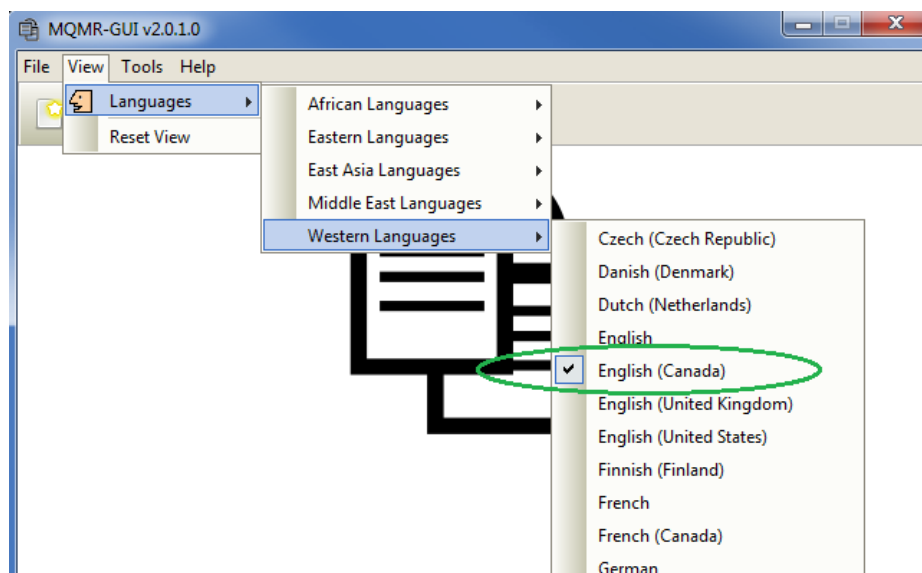 MQMR-GUI v2.0.1.0
File View Tools Help
Languages
Reset View
African Languages
Eastern Languages
East Asia Languages
Middle East Languages
Western Languages
Czech (Czech Republic)
Danish (Denmark)
Dutch (Netherlands)
English
English (Canada)
English (United Kingdom)
English (United States)
Finnish (Finland)
French
French (Canada)
German